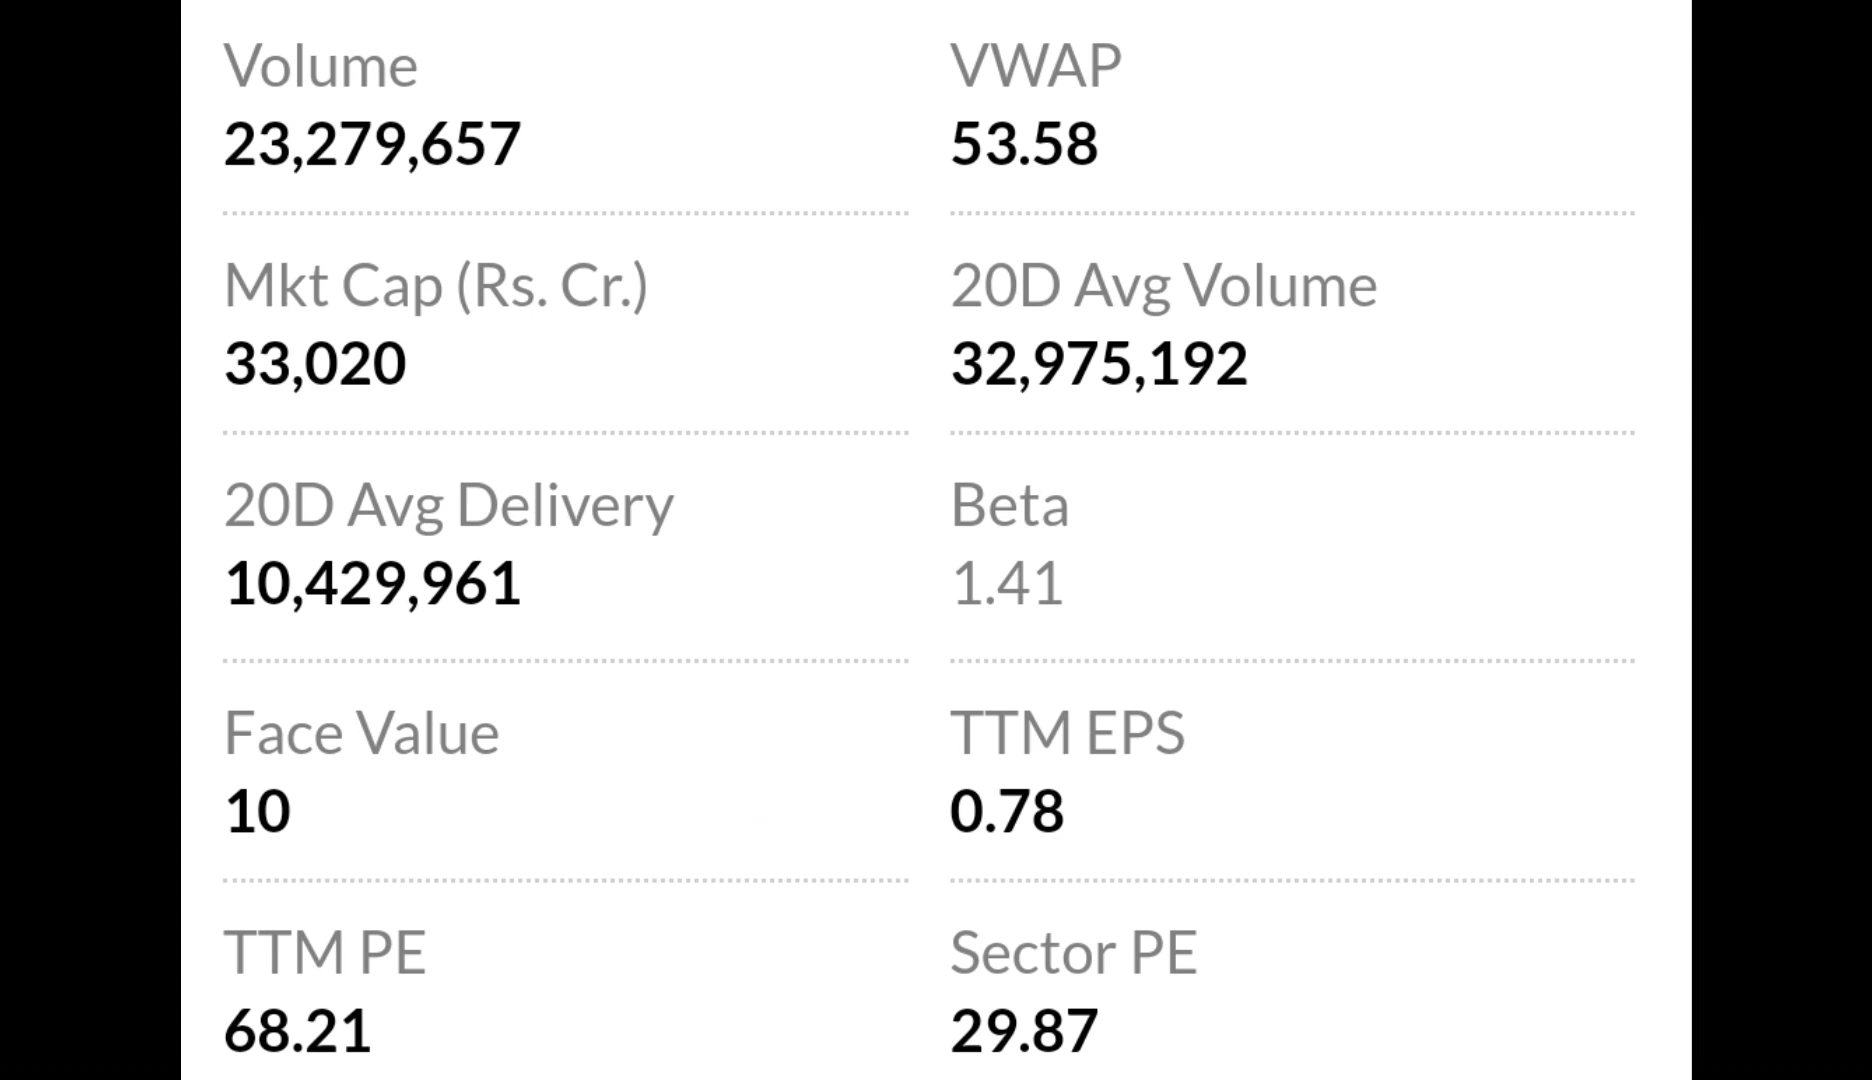 Volume
VWAP
23,279,657
53.58
Mkt Cap (Rs. Cr.)
20D Avg Volume
33,020
32,975,192
20D Avg Delivery
Beta
10,429,961
1.41
Face Value
TTM EPS
10
0.78
TTM PE
Sector PE
68.21
29.87